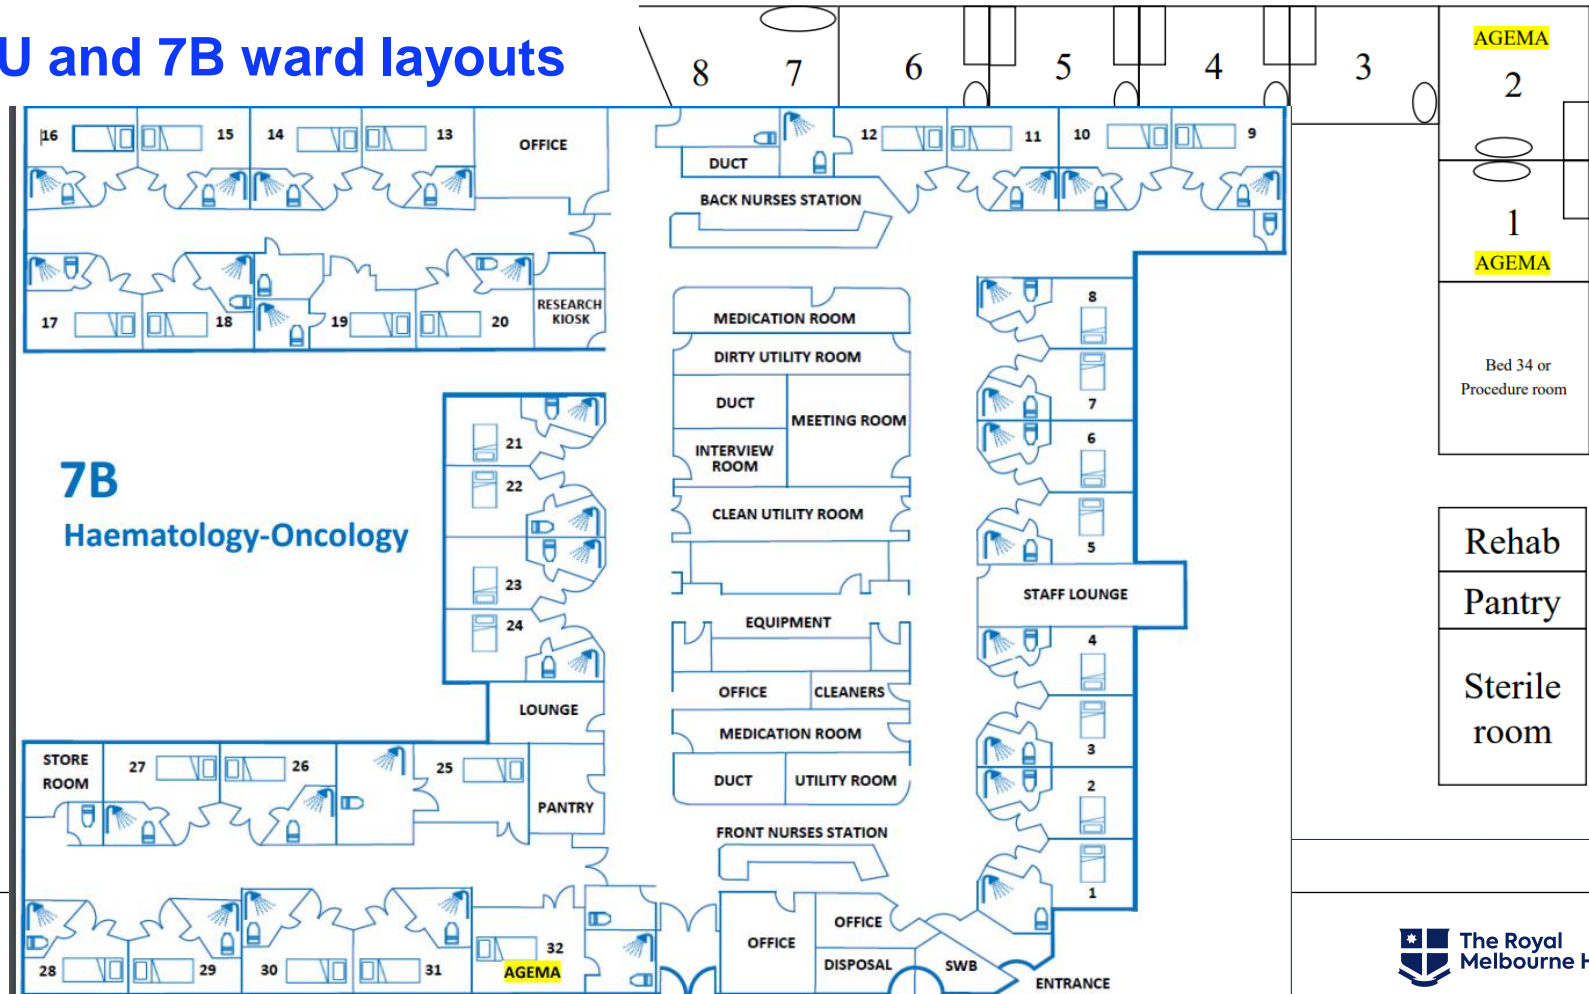 U and 7B ward layouts
8
7
6
5
4
3
AGEMA
2
1
AGEMA
Bed 34 or
Procedure room
Rehab
Pantry
Sterile
room
16
15
14
13
OFFICE
DUCT
BACK NURSES STATION
12
11
10
9
17
18
19
20
RESEARCH
KIOSK
MEDICATION ROOM
DIRTY UTILITY ROOM
DUCT
MEETING ROOM
INTERVIEW
ROOM
CLEAN UTILITY ROOM
EQUIPMENT
OFFICE
CLEANERS
MEDICATION ROOM
DUCT
UTILITY ROOM
FRONT NURSES STATION
8
7
6
5
STAFF LOUNGE
4
3
2
1
7B
Haematology-Oncology
21
22
23
24
LOUNGE
STORE
ROOM
27
26
25
PANTRY
28
29
30
31
32
AGEMA
OFFICE
OFFICE
DISPOSAL
SWB
ENTRANCE
The Royal
Melbourne H